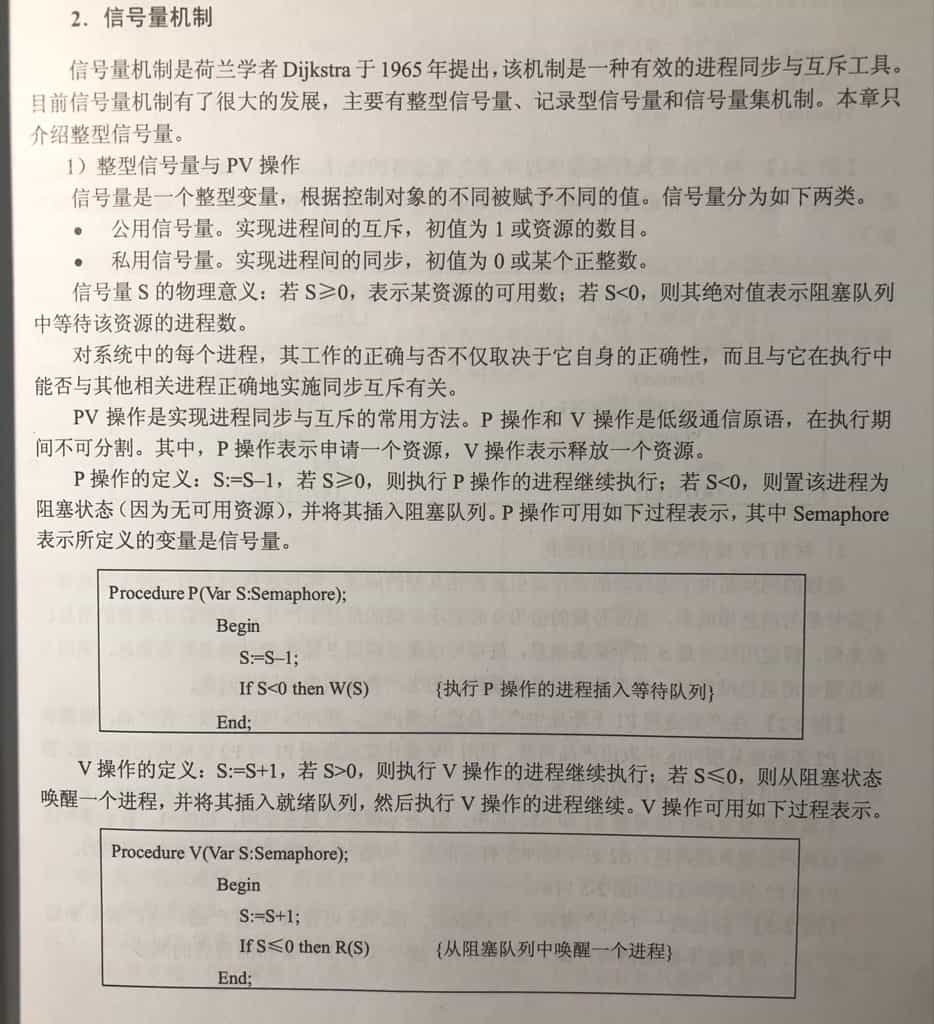 2．信号量机制
信号量机制是荷兰学者 Dijkstra 于 1965 年提出，该机制是一种有效的进程同步与互斥工具。
目前信号量机制有了很大的发展，主要有整型信号量、记录型信号量和信号量集机制。本章只
介绍整型信号量。
1）整型信号量与 PV 操作
信号量是一个整型变量，根据控制对象的不同被赋予不同的值。信号量分为如下两类。
• 公用信号量。实现进程间的互斥，初值为 1 或资源的数目。
• 私用信号量。实现进程间的同步，初值为 0 或某个正整数。
信号量 S 的物理意义：若 S≥0，表示某资源的可用数；若 S<0，则其绝对值表示阻塞队列
中等待该资源的进程数。
对系统中的每个进程，其工作的正确与否不仅取决于它自身的正确性，而且与它在执行中
能否与其他相关进程正确地实施同步互斥有关。
PV 操作是实现进程同步与互斥的常用方法。P 操作和 V 操作是低级通信原语，在执行期
间不可分割。其中，P 操作表示申请一个资源，V 操作表示释放一个资源。
P 操作的定义：S:=S–1，若 S≥0，则执行 P 操作的进程继续执行；若 S<0，则置该进程为
阻塞状态（因为无可用资源），并将其插入阻塞队列。P 操作可用如下过程表示，其中 Semaphore
表示所定义的变量是信号量。
Procedure P(Var S:Semaphore);
Begin
S:=S–1;
If S<0 then W(S) {执行 P 操作的进程插入等待队列}
End;
V 操作的定义：S:=S+1，若 S>0，则执行 V 操作的进程继续执行；若 S≤0，则从阻塞状态
唤醒一个进程，并将其插入就绪队列，然后执行 V 操作的进程继续。V 操作可用如下过程表示。
Procedure V(Var S:Semaphore);
Begin
S:=S+1;
If S≤0 then R(S) {从阻塞队列中唤醒一个进程}
End;